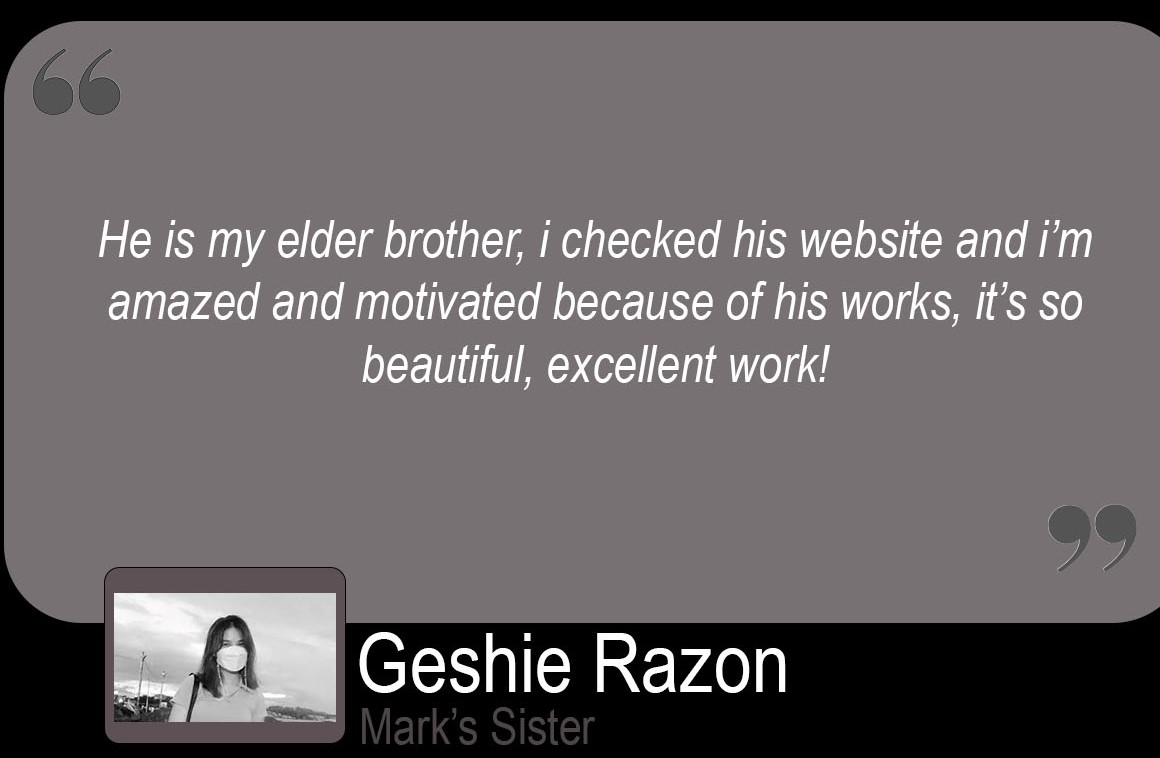 “
He is my elder brother, i checked his website and i’m
amazed and motivated because of his works, it’s so
beautiful, excellent work!
”
Geshie Razon
Mark’s Sister